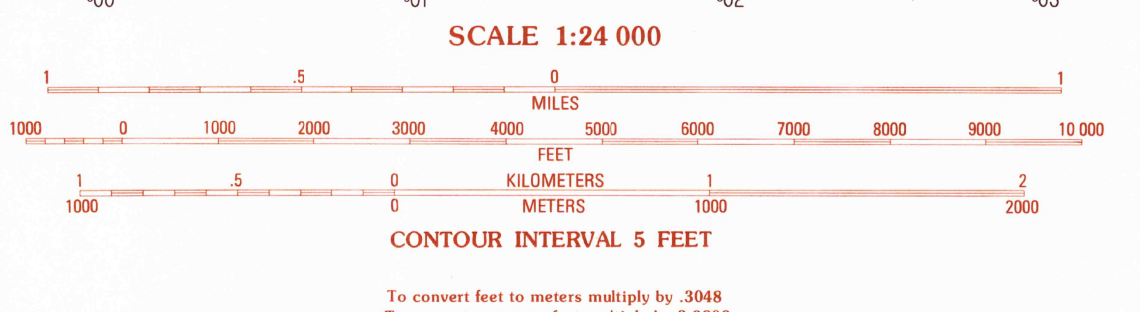 SCALE 1:24 000
1 .5 0 1
MILES
1000 0 1000 2000 3000 4000 5000 6000 7000 8000 9000 10 000
FEET
1 .5 0 KILOMETERS 1 2
1000 0 METERS 1000 2000
CONTOUR INTERVAL 5 FEET
To convert feet to meters multiply by .3048